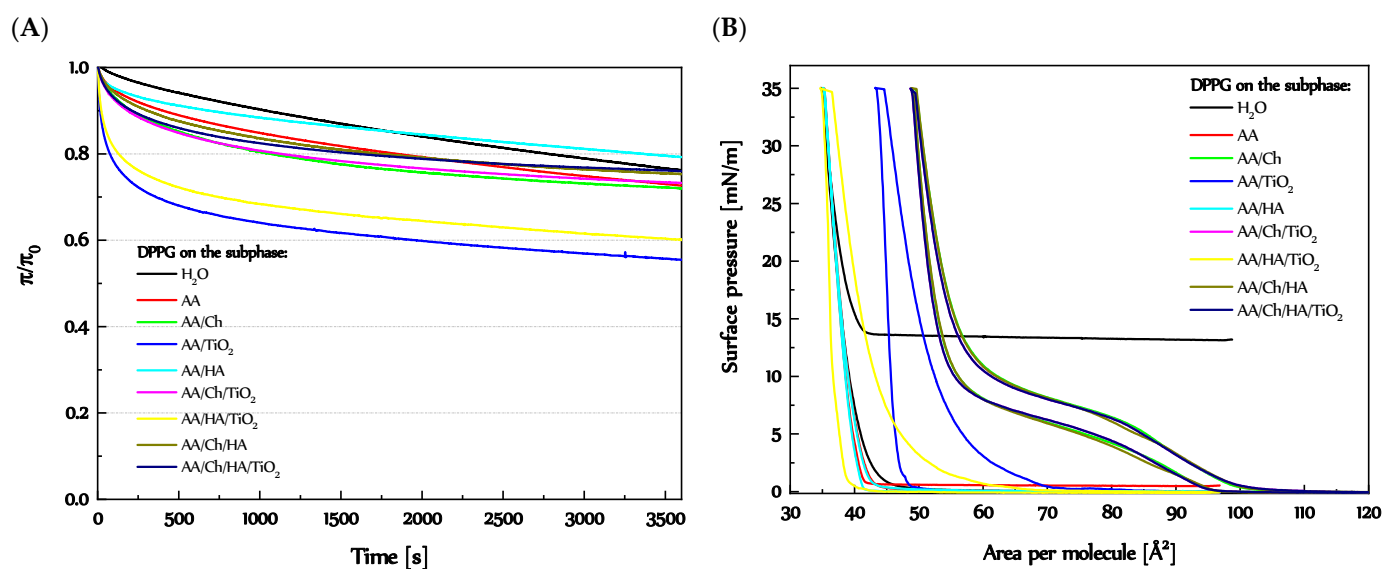 (A)
1.0
0.8
0.6
0.4
0.2
0.0
π/π₀
DPPG on the subphase:
H₂O
AA
AA/Ch
AA/TiO₂
AA/HA
AA/Ch/TiO₂
AA/HA/TiO₂
AA/Ch/HA
AA/Ch/HA/TiO₂
0 500 1000 1500 2000 2500 3000 3500
Time [s]
(B)
35
30
25
20
15
10
5
0
Surface pressure [mN/m]
DPPG on the subphase:
H₂O
AA
AA/Ch
AA/TiO₂
AA/HA
AA/Ch/TiO₂
AA/HA/TiO₂
AA/Ch/HA
AA/Ch/HA/TiO₂
30 40 50 60 70 80 90 100 110 120
Area per molecule [Å²]